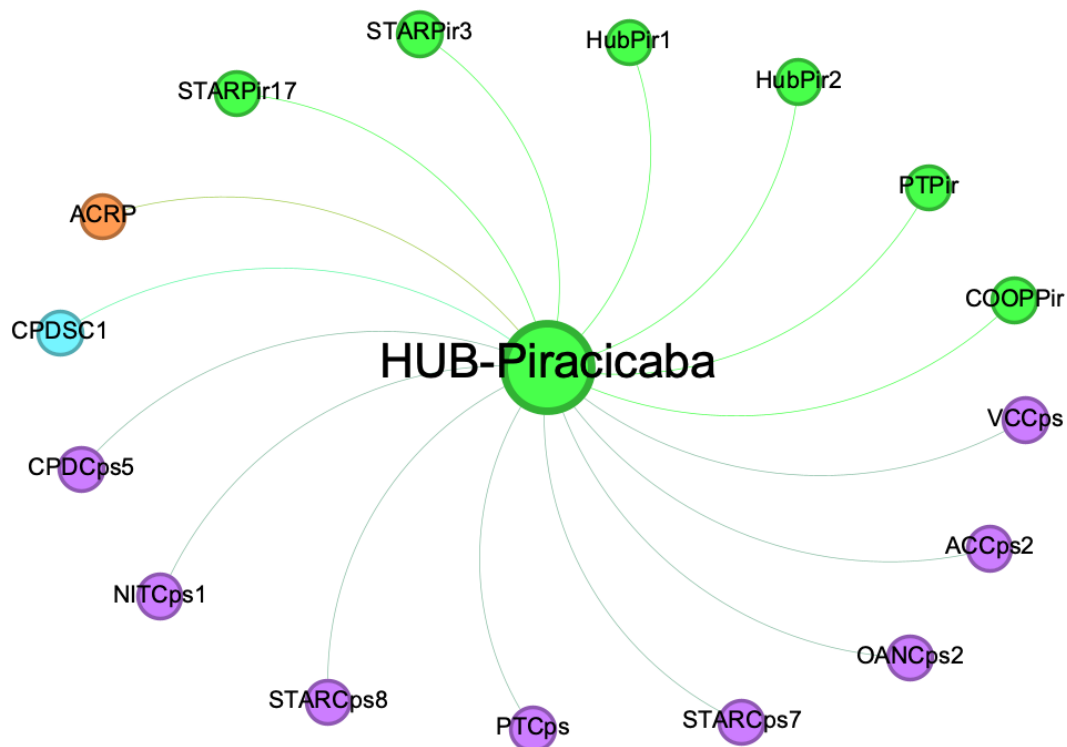 STARPir3
HubPir1
HubPir2
STARPir17
PTPir
ACRP
COOPPir
CPDSC1
HUB-Piracicaba
VCCps
CPDCps5
ACCps2
NITCps1
OANCps2
STARCps8
PTCps
STARCps7